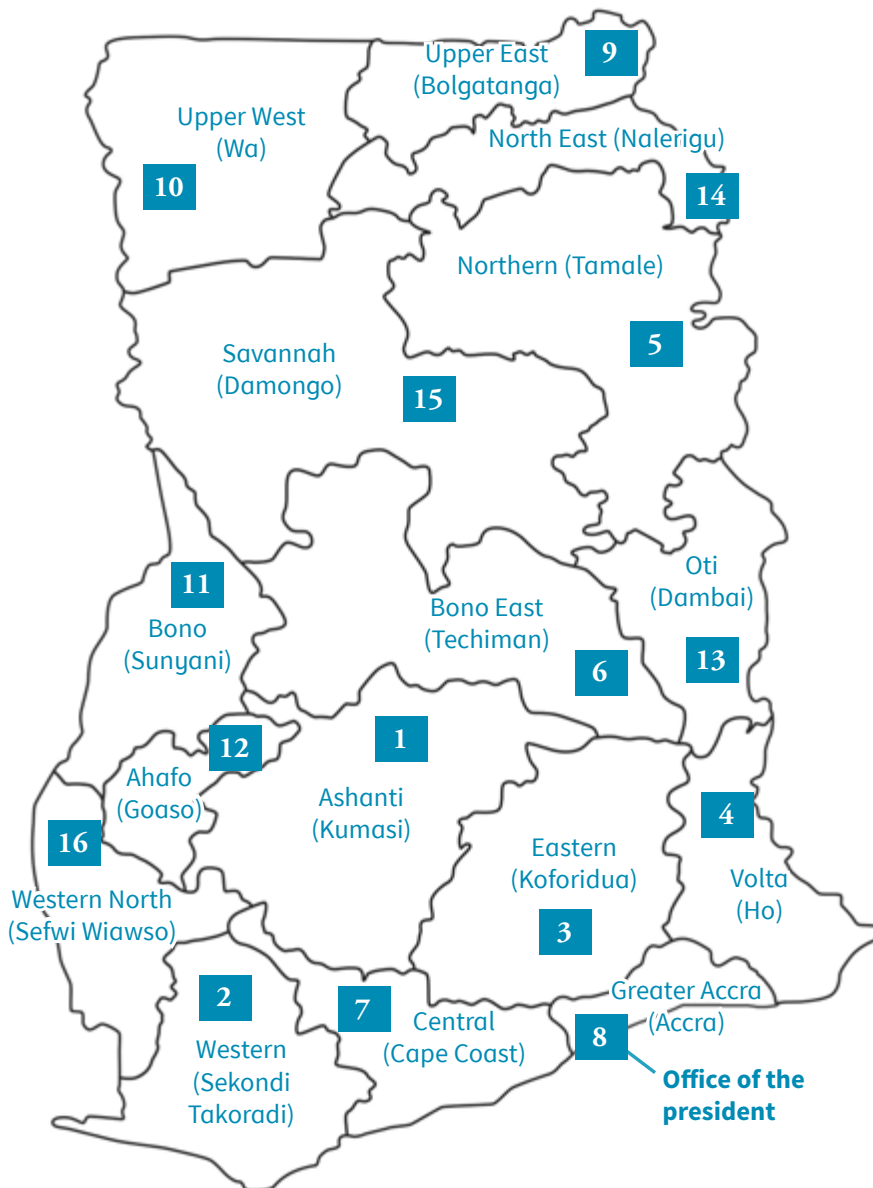 Upper East
(Bolgatanga)
9
Upper West
(Wa)
North East (Nalerigu)
10
14
Northern (Tamale)
Savannah
(Damongo)
5
15
Oti
(Dambai)
11
Bono
(Sunyani)
Bono East
(Techiman)
6
13
12
1
Ahafo
(Goaso)
Ashanti
(Kumasi)
4
16
Eastern
(Koforidua)
Volta
(Ho)
Western North
(Sefwi Wiawso)
3
2
7
Greater Accra
(Accra)
Central
(Cape Coast)
8
Western
(Sekondi
Takoradi)
Office of the
president